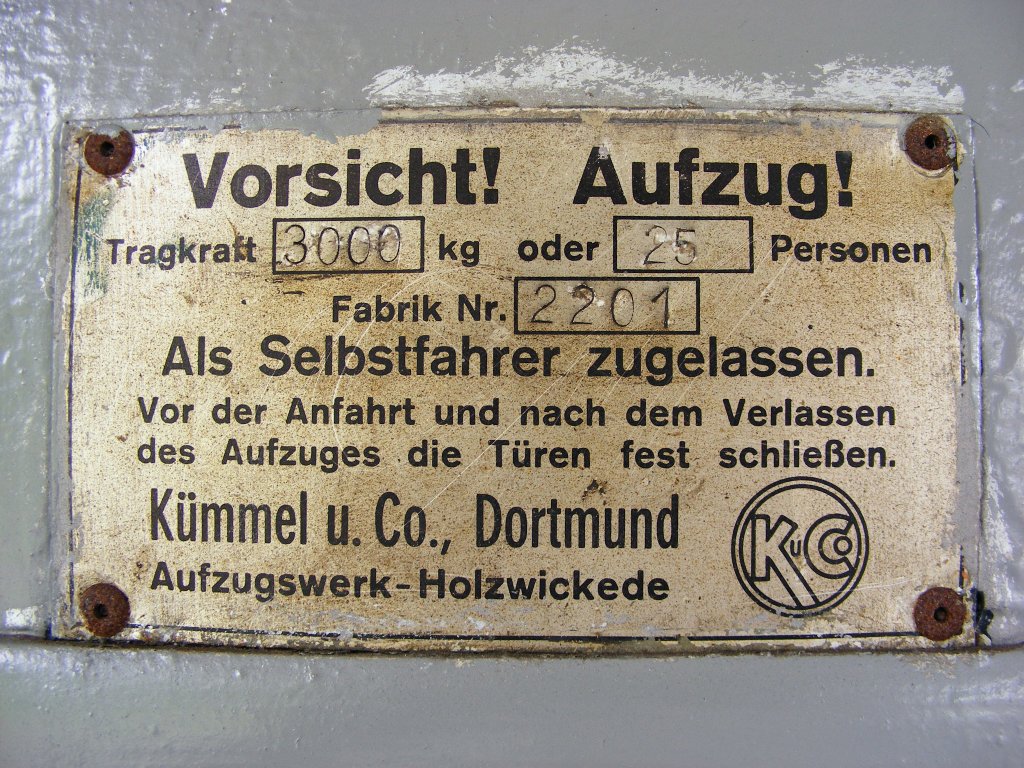 Vorsicht! Aufzug!
Tragkraft 3000 kg oder 25 Personen
Fabrik Nr. 2201
Als Selbstfahrer zugelassen.
Vor der Anfahrt und nach dem Verlassen
des Aufzuges die Türen fest schließen.
Kümmel u. Co., Dortmund
Aufzugswerk-Holzwickede
K u Co